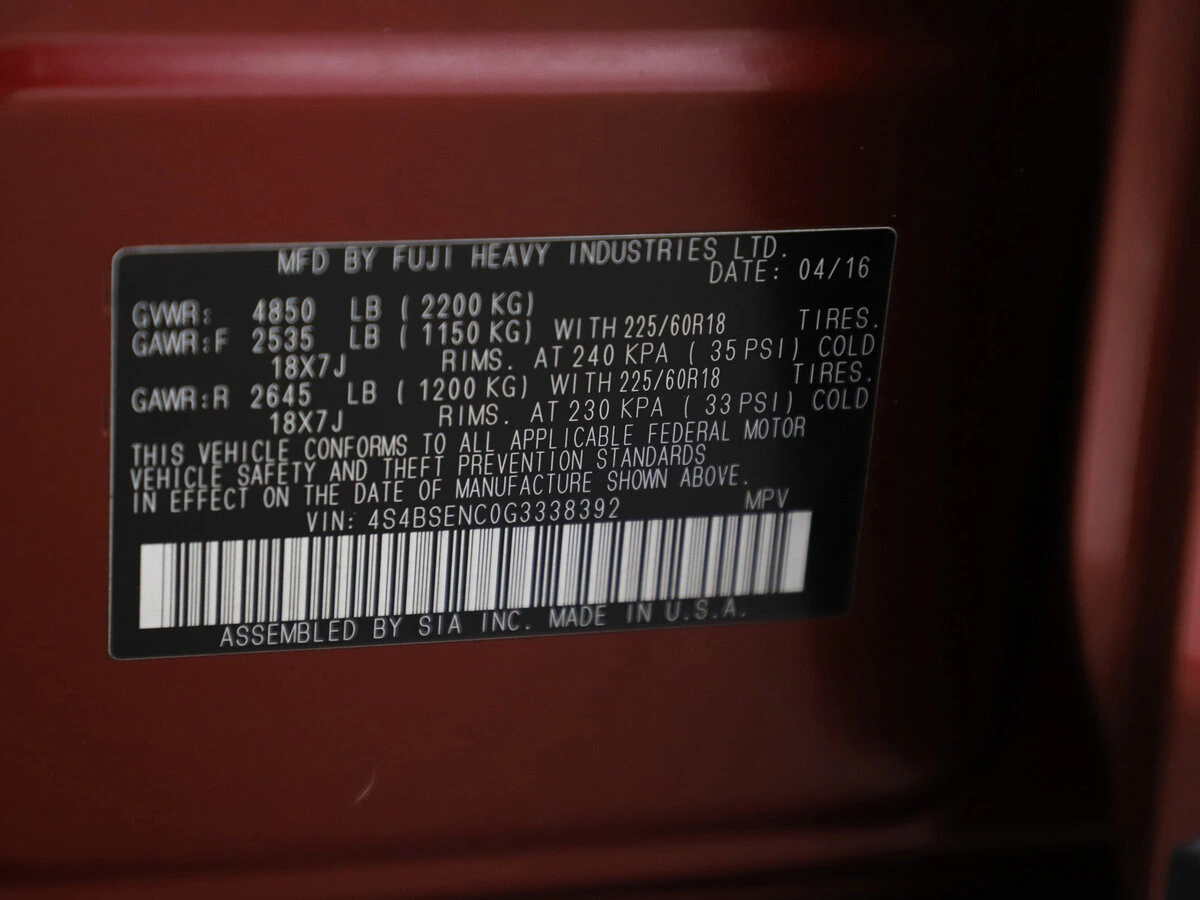 MFD BY FUJI HEAVY INDUSTRIES LTD.
DATE: 04/16
GVWR: 4850 LB ( 2200 KG)
GAWR:F 2535 LB ( 1150 KG) WITH 225/60R18 TIRES.
18X7J RIMS. AT 240 KPA ( 35 PSI) COLD
GAWR:R 2645 LB ( 1200 KG) WITH 225/60R18 TIRES.
18X7J RIMS. AT 230 KPA ( 33 PSI) COLD
THIS VEHICLE CONFORMS TO ALL APPLICABLE FEDERAL MOTOR
VEHICLE SAFETY AND THEFT PREVENTION STANDARDS
IN EFFECT ON THE DATE OF MANUFACTURE SHOWN ABOVE.
VIN: 4S4BSENC0G3338392 MPV
ASSEMBLED BY SIA INC. MADE IN U.S.A.